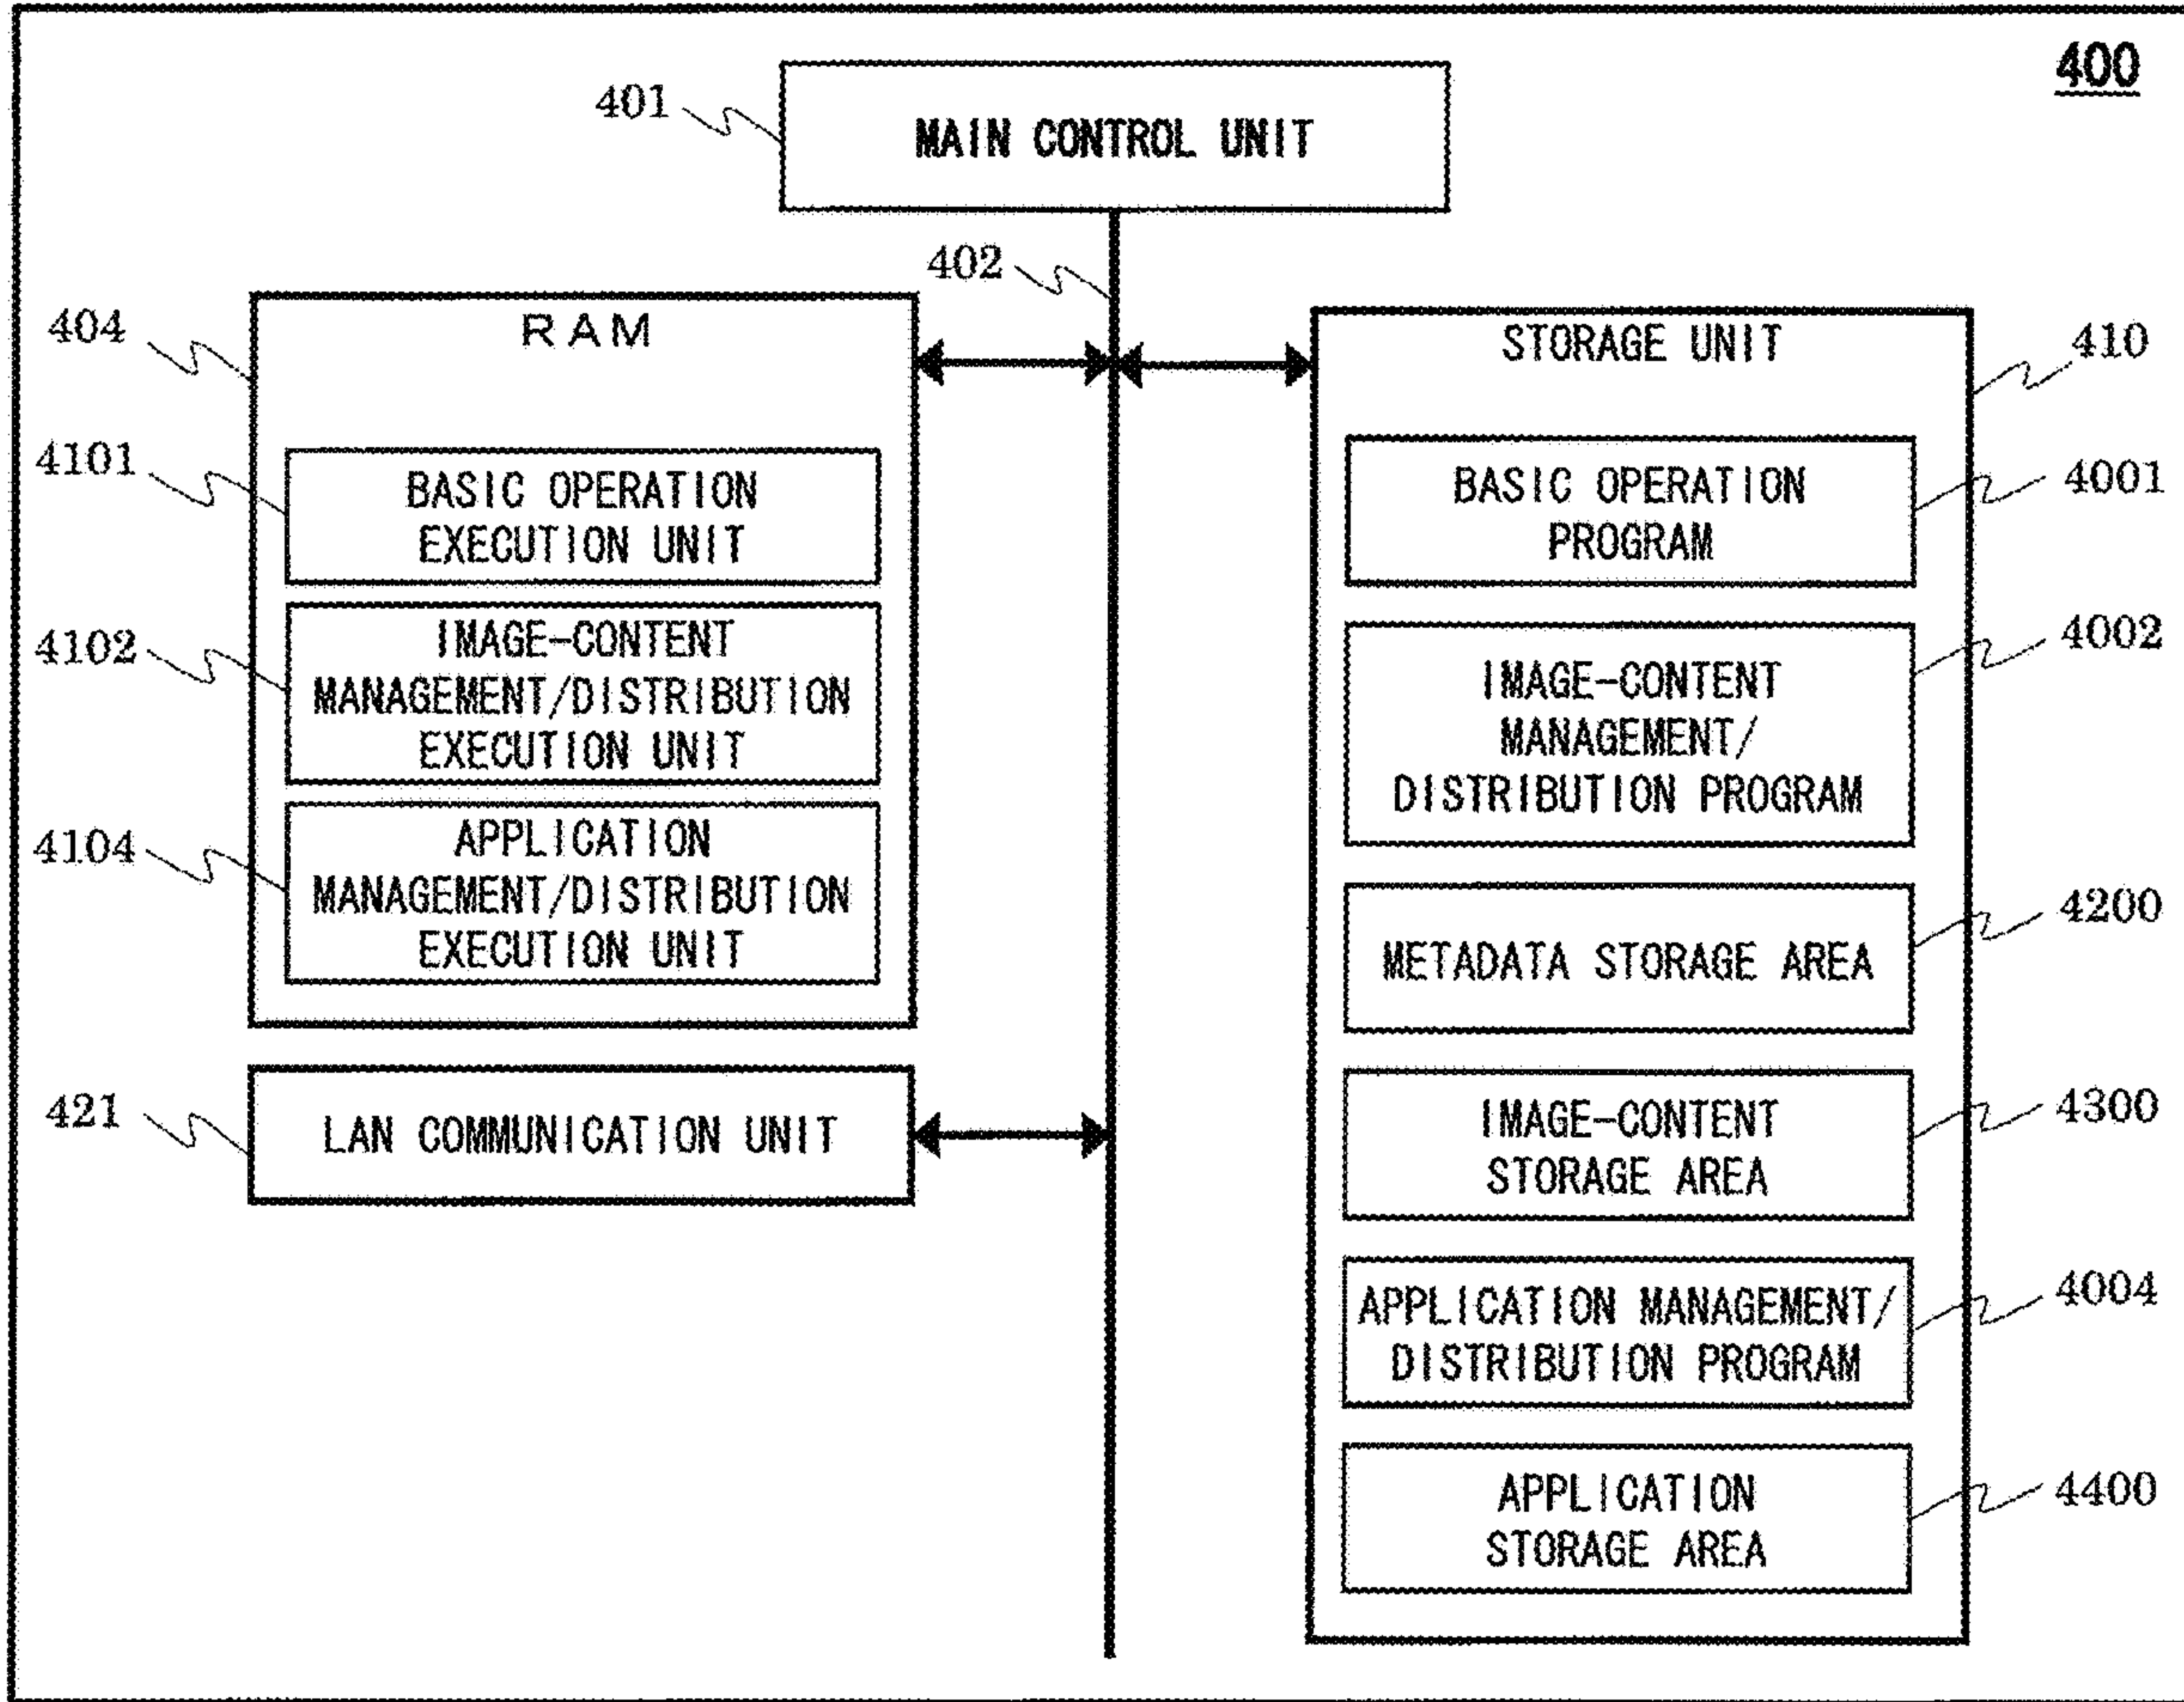 400
401
MAIN CONTROL UNIT
402
404
RAM
4101
BASIC OPERATION
EXECUTION UNIT
4102
IMAGE-CONTENT
MANAGEMENT/DISTRIBUTION
EXECUTION UNIT
4104
APPLICATION
MANAGEMENT/DISTRIBUTION
EXECUTION UNIT
421
LAN COMMUNICATION UNIT
STORAGE UNIT
410
BASIC OPERATION
PROGRAM
4001
IMAGE-CONTENT
MANAGEMENT/
DISTRIBUTION PROGRAM
4002
METADATA STORAGE AREA
4200
IMAGE-CONTENT
STORAGE AREA
4300
APPLICATION MANAGEMENT/
DISTRIBUTION PROGRAM
4004
APPLICATION
STORAGE AREA
4400